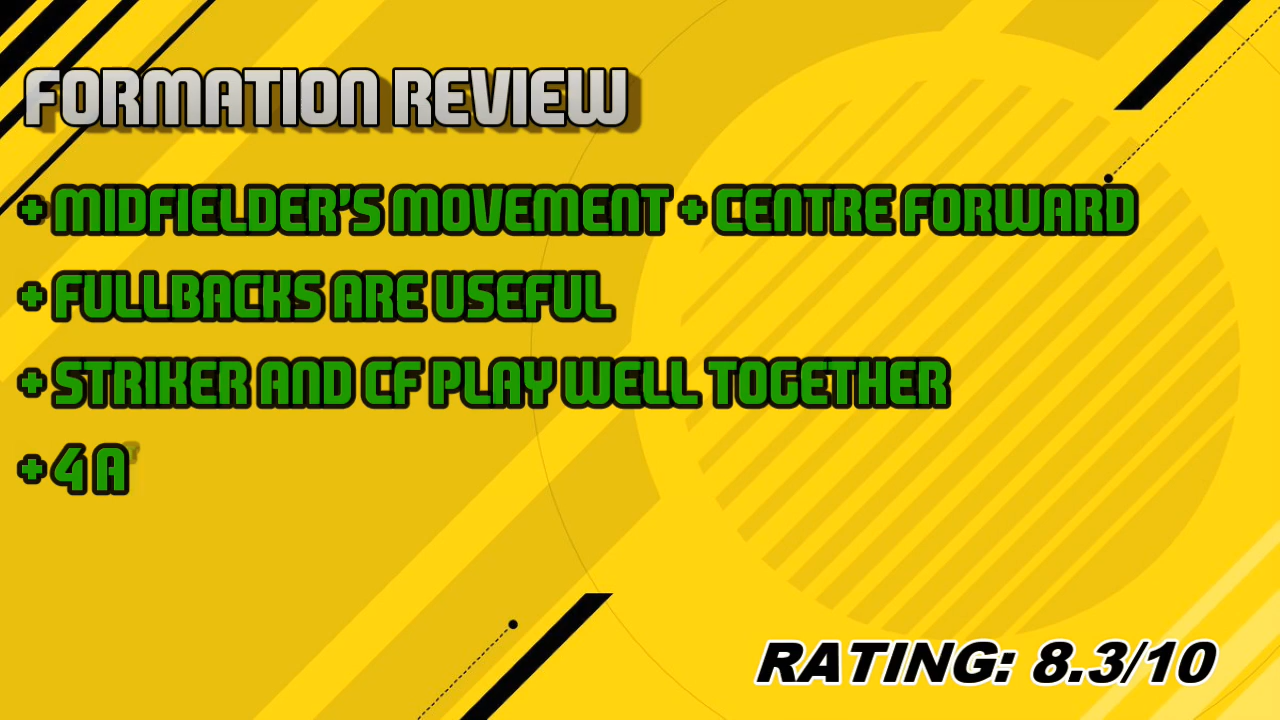 FORMATION REVIEW
+ MIDFIELDER'S MOVEMENT + CENTRE FORWARD
+ FULLBACKS ARE USEFUL
+ STRIKER AND CF PLAY WELL TOGETHER
+ 4 A
RATING: 8.3/10